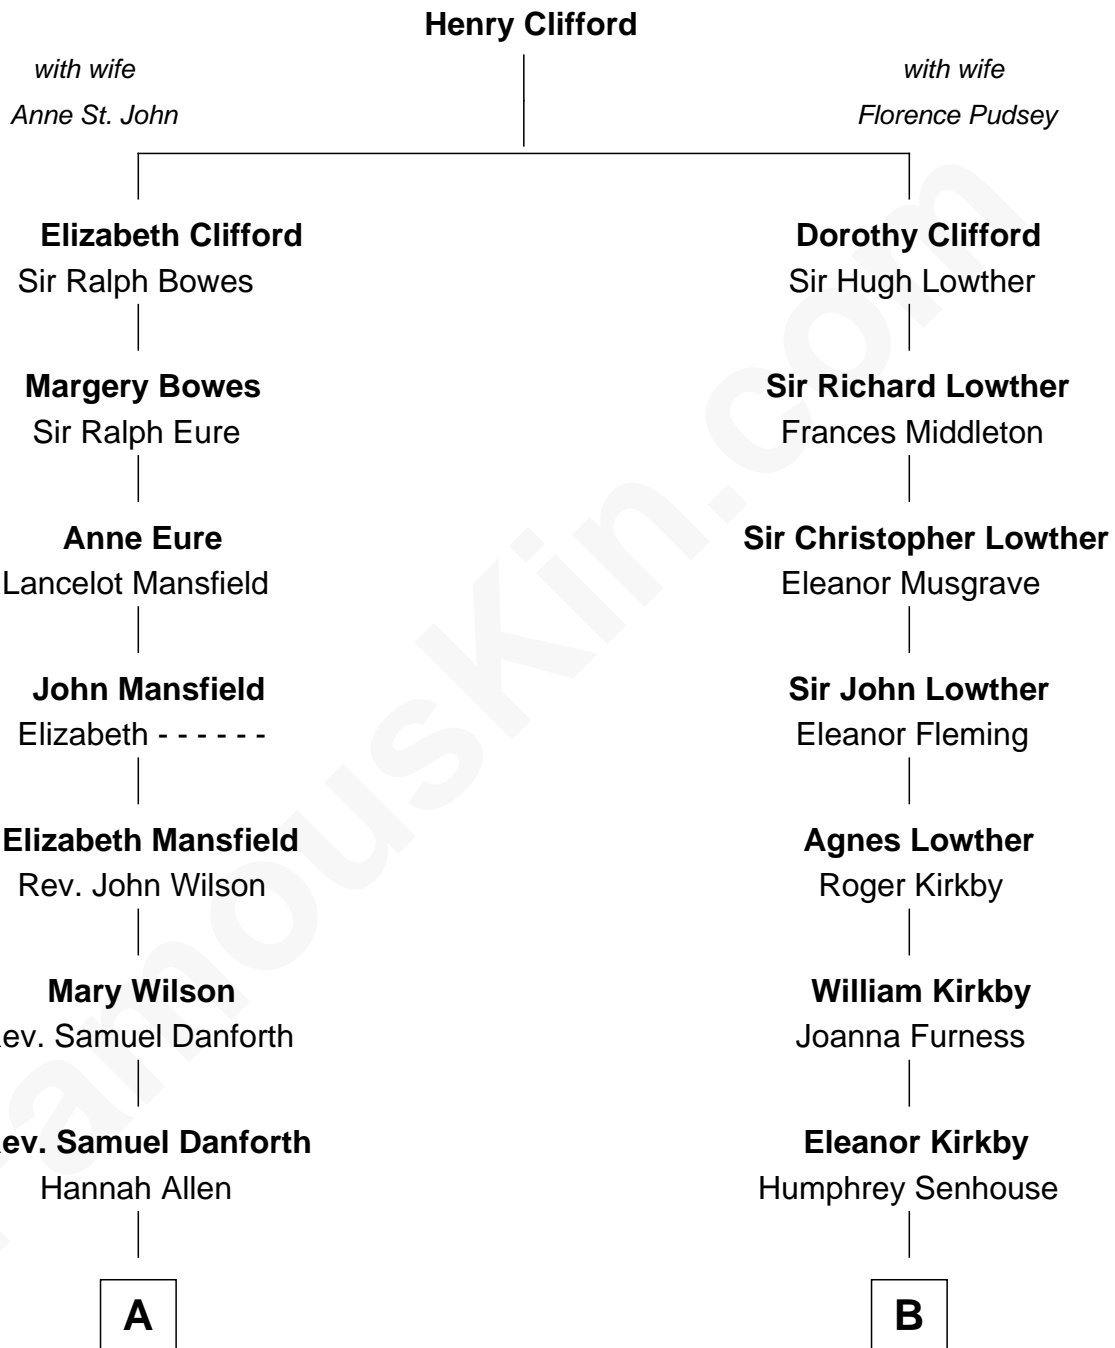 Henry Clifford
with wife
Anne St. John
with wife
Florence Pudsey
Elizabeth Clifford
Sir Ralph Bowes
Dorothy Clifford
Sir Hugh Lowther
Margery Bowes
Sir Ralph Eure
Sir Richard Lowther
Frances Middleton
Anne Eure
Lancelot Mansfield
Sir Christopher Lowther
Eleanor Musgrave
John Mansfield
Elizabeth - - - - - -
Sir John Lowther
Eleanor Fleming
Elizabeth Mansfield
Rev. John Wilson
Agnes Lowther
Roger Kirkby
Mary Wilson
ev. Samuel Danforth
William Kirkby
Joanna Furness
ev. Samuel Danforth
Hannah Allen
Eleanor Kirkby
Humphrey Senhouse
A
B
FamousKin.com